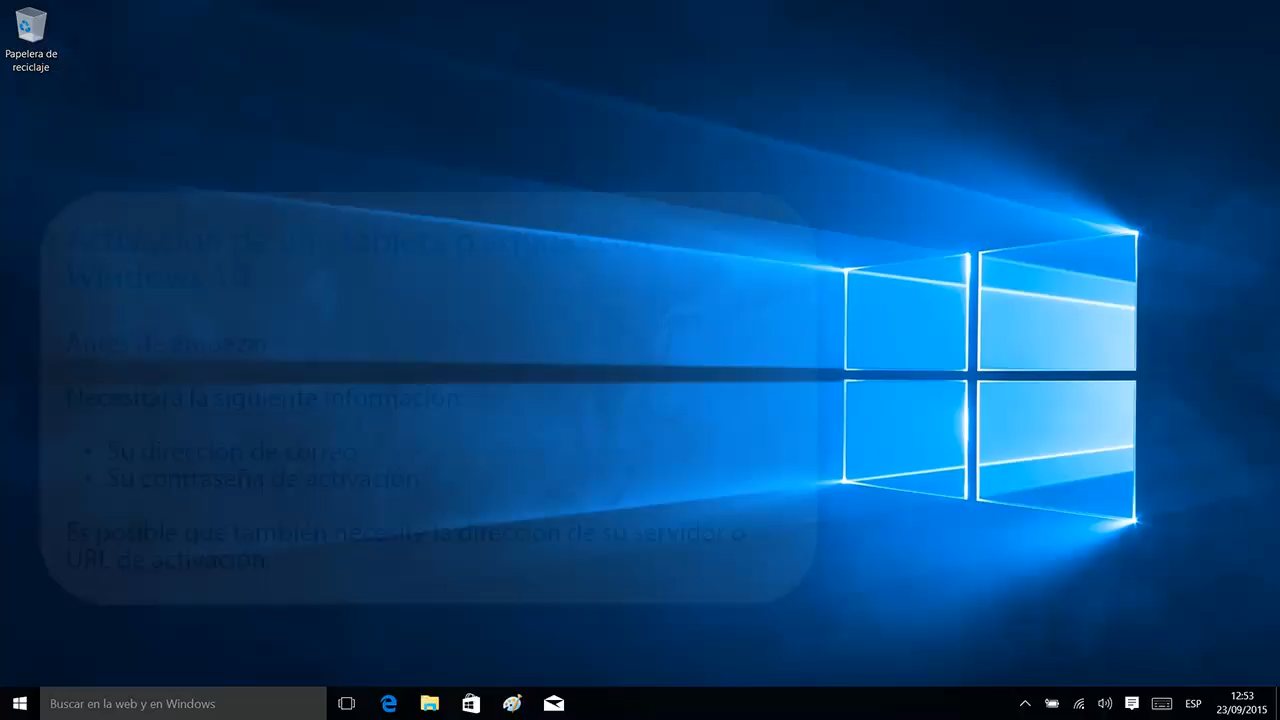 Papelera de
reciclaje
Activación de
Windows 10
Antes de empezar
Necesitará la siguiente información:
• Su dirección de correo
• Su contraseña de activación
Es posible que también necesite la dirección de su servidor o
URL de activación.
Buscar en la web y en Windows
ESP
12:53
23/09/2015